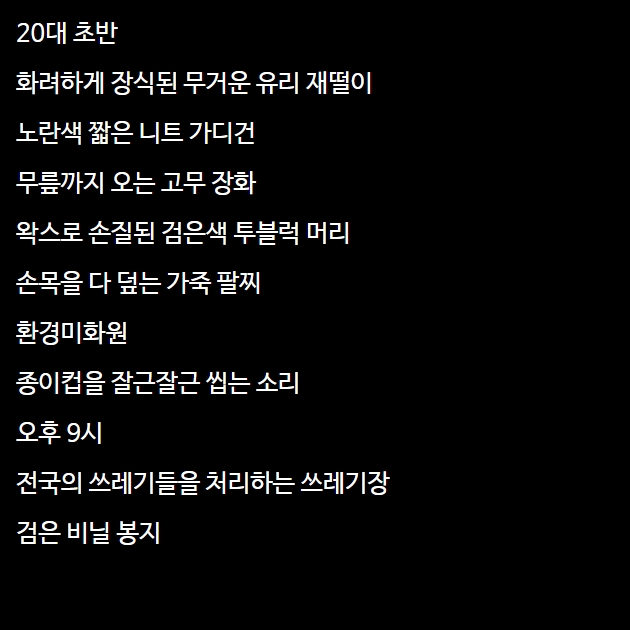 20대 초반
화려하게 장식된 무거운 유리 재떨이
노란색 짧은 니트 가디건
무릎까지 오는 고무 장화
왁스로 손질된 검은색 투블럭 머리
손목을 다 덮는 가죽 팔찌
환경미화원
종이컵을 잘근잘근 씹는 소리
오후 9시
전국의 쓰레기들을 처리하는 쓰레기장
검은 비닐 봉지